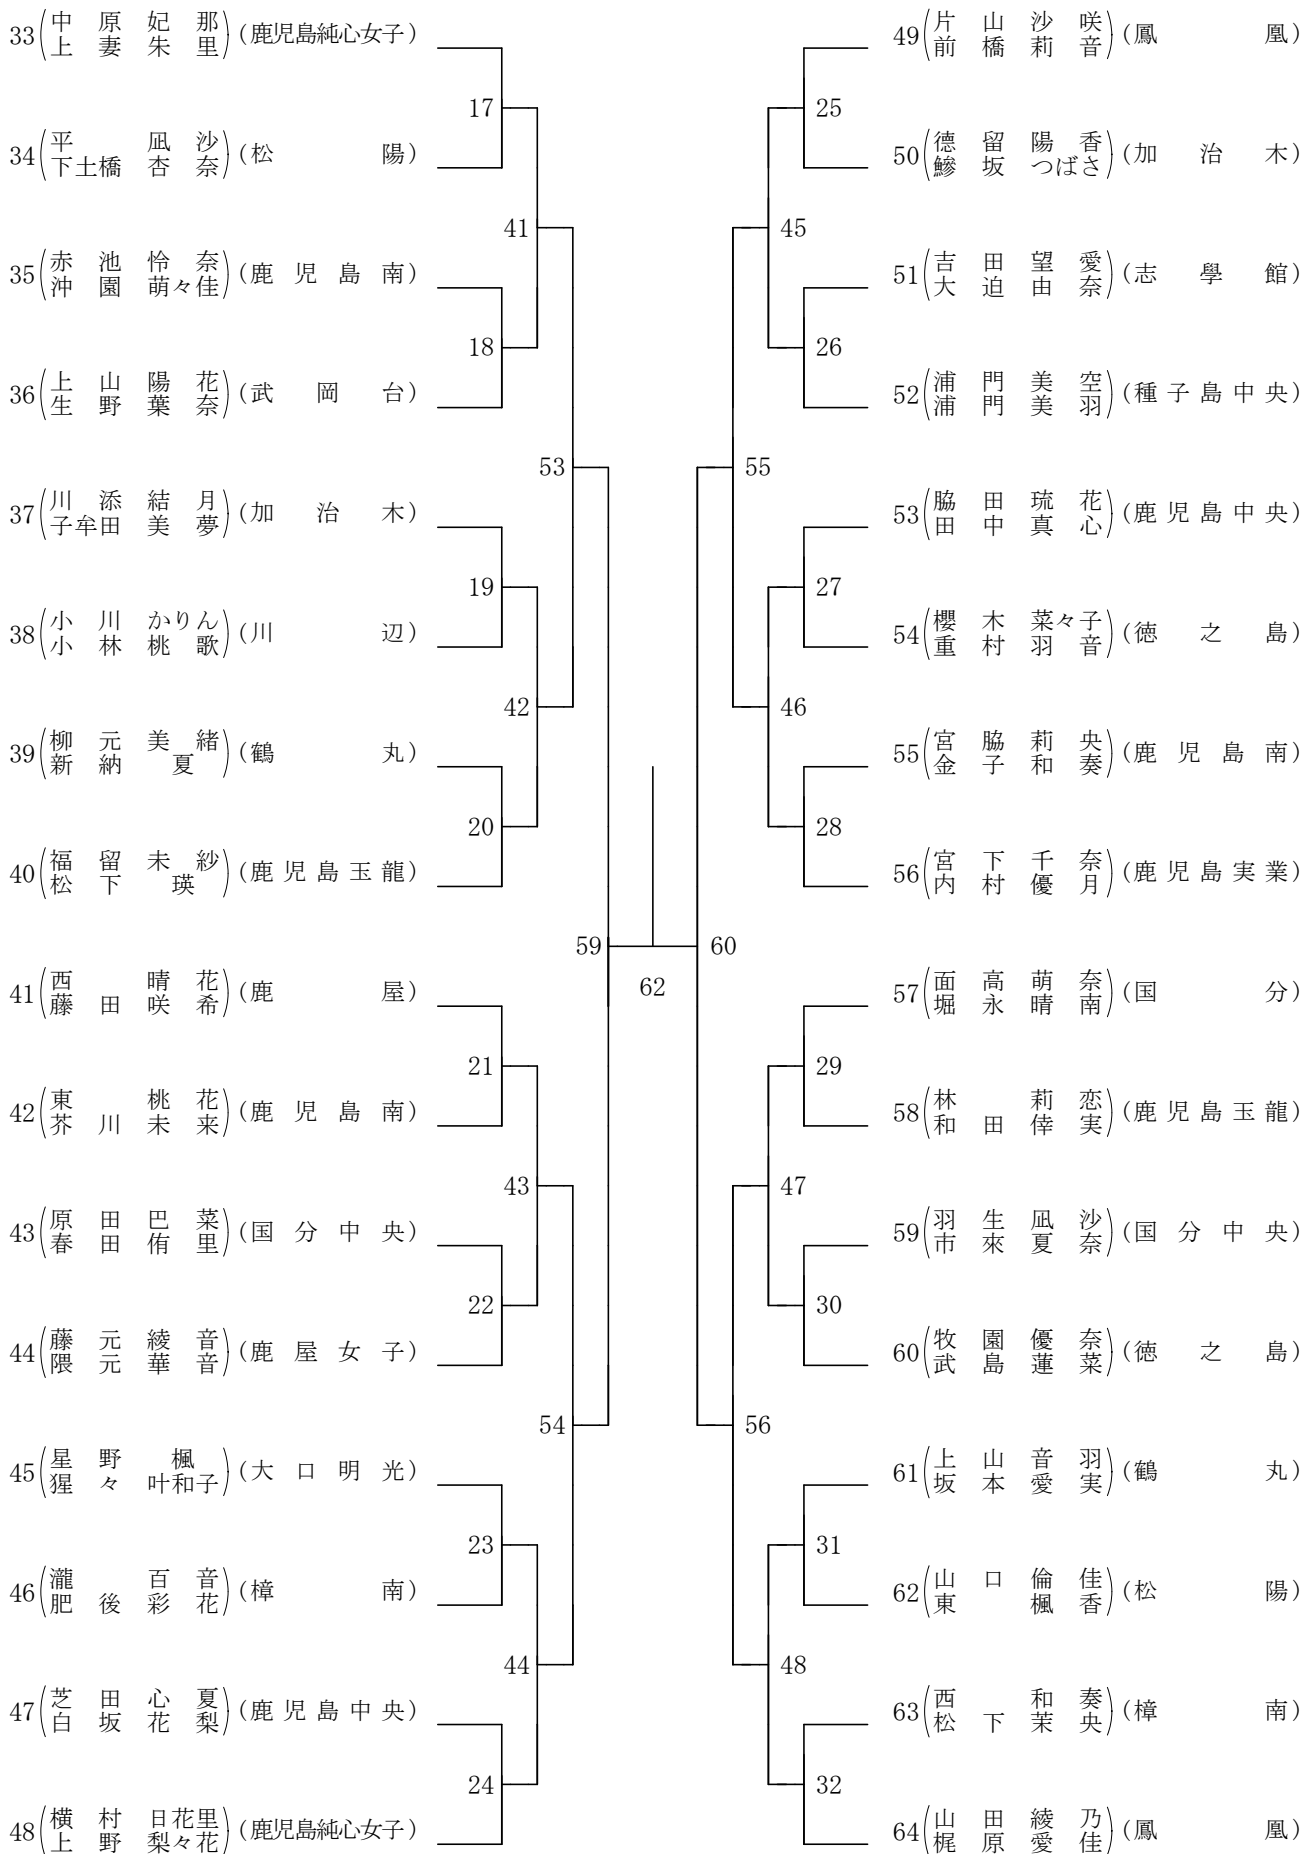 33 中原妃那 (鹿児島純心女子)
上妻朱里
34 平凪沙 (松陽)
下土橋杏奈
35 赤池怜奈 (鹿児島南)
沖園萌々佳
36 上山陽花 (武岡台)
生野葉奈
37 川添結月 (加治木)
子牟田美夢
38 小川かりん (川辺)
小林桃歌
39 柳元美緒 (鶴丸)
新納夏
40 福留未紗 (鹿児島玉龍)
松下瑛
41 西晴花 (鹿屋)
藤田咲希
42 東桃花 (鹿児島南)
芥川未来
43 原田巴菜 (国分中央)
春田侑里
44 藤元綾音 (鹿屋女子)
隈元華音
45 星野楓 (大口明光)
猩々叶和子
46 瀧百音 (樟南)
肥後彩花
47 芝田心夏 (鹿児島中央)
白坂花梨
48 横村日花里 (鹿児島純心女子)
上野梨々花
17
18
19
20
21
22
23
24
41
42
43
44
53
54
59
62
60
55
56
45
46
47
48
25
26
27
28
29
30
31
32
49 片山沙咲 (鳳凰)
前橋莉音
50 德留陽香 (加治木)
鰺坂つばさ
51 吉田望愛 (志學館)
大迫由奈
52 浦門美空 (種子島中央)
浦門美羽
53 脇田琉花 (鹿児島中央)
田中真心
54 櫻木菜々子 (徳之島)
重村羽音
55 宮脇莉央 (鹿児島南)
金子和奏
56 宮下千奈 (鹿児島実業)
内村優月
57 面高萌奈 (国分)
堀永晴南
58 林莉恋 (鹿児島玉龍)
和田倖実
59 羽生凪沙 (国分中央)
市來夏奈
60 牧園優奈 (徳之島)
武島蓮菜
61 上山音羽 (鶴丸)
坂本愛実
62 山口倫佳 (松陽)
東楓香
63 西和奏 (樟南)
松下茉央
64 山田綾乃 (鳳凰)
梶原愛佳